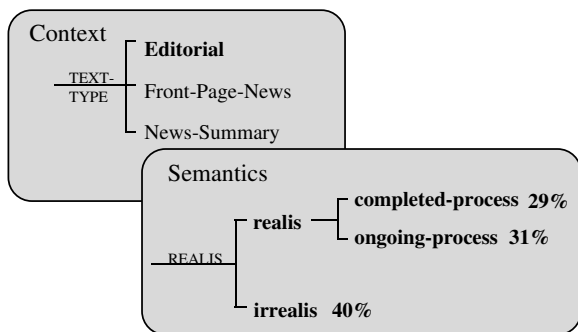 Context
Editorial
TEXT-
TYPE
Front-Page-News
News-Summary
Semantics
completed-process 29%
realis
ongoing-process 31%
REALIS
irrealis 40%